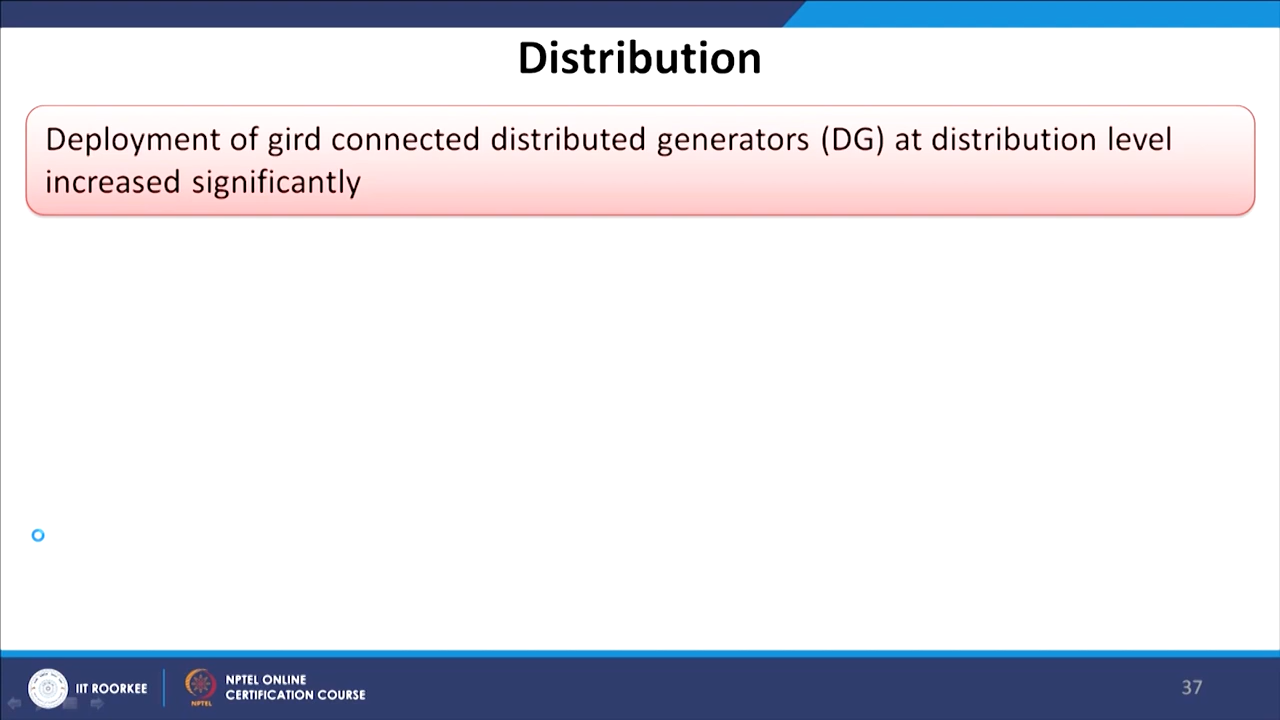 Distribution
Deployment of gird connected distributed generators (DG) at distribution level
increased significantly
IIT ROORKEE
NPTEL ONLINE
CERTIFICATION COURSE
NPTEL
37